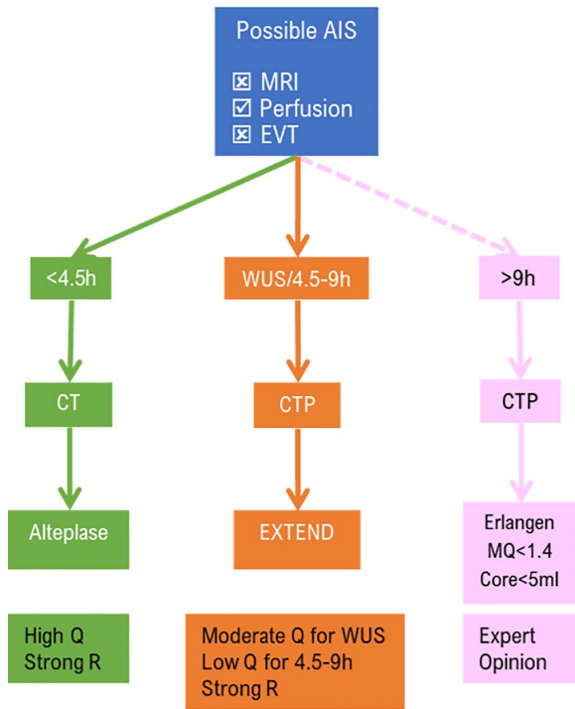 Possible AIS
☒ MRI
☑ Perfusion
☒ EVT
<4.5h
WUS/4.5-9h
>9h
CT
CTP
CTP
Alteplase
EXTEND
Erlangen
MQ<1.4
Core<5ml
High Q
Strong R
Moderate Q for WUS
Low Q for 4.5-9h
Strong R
Expert
Opinion